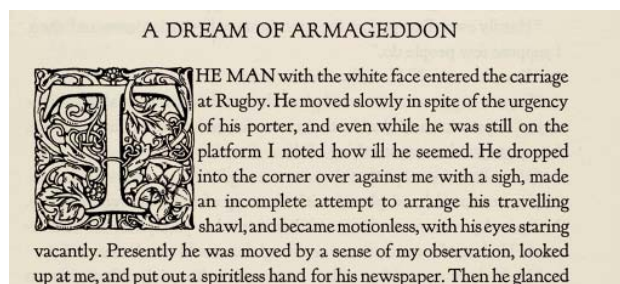 A DREAM OF ARMAGEDDON
THE MAN with the white face entered the carriage
at Rugby. He moved slowly in spite of the urgency
of his porter, and even while he was still on the
platform I noted how ill he seemed. He dropped
into the corner over against me with a sigh, made
an incomplete attempt to arrange his travelling
shawl, and became motionless, with his eyes staring
vacantly. Presently he was moved by a sense of my observation, looked
up at me, and put out a spiritless hand for his newspaper. Then he glanced